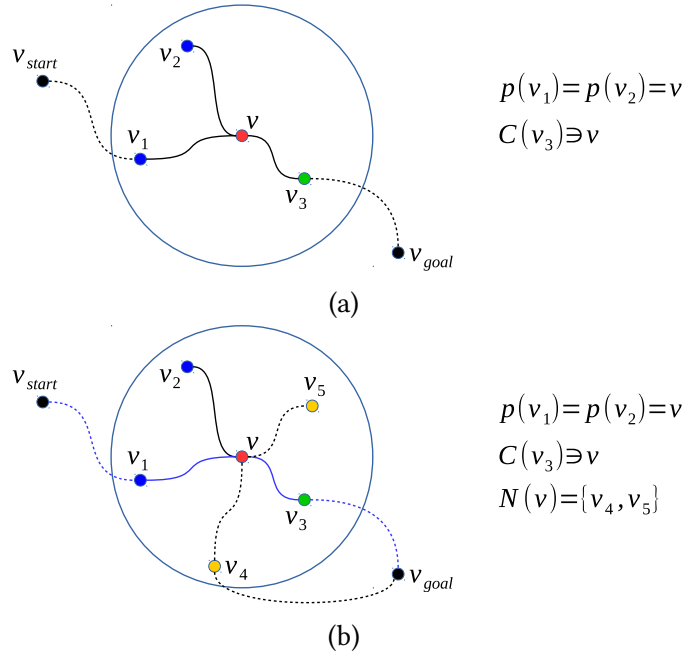 v_start
v_2
v_1
v
v_3
v_goal
p(v_1)=p(v_2)=v
C(v_3)∋v
(a)
v_start
v_2
v_5
v_1
v
v_3
v_4
v_goal
p(v_1)=p(v_2)=v
C(v_3)∋v
N(v)={v_4,v_5}
(b)